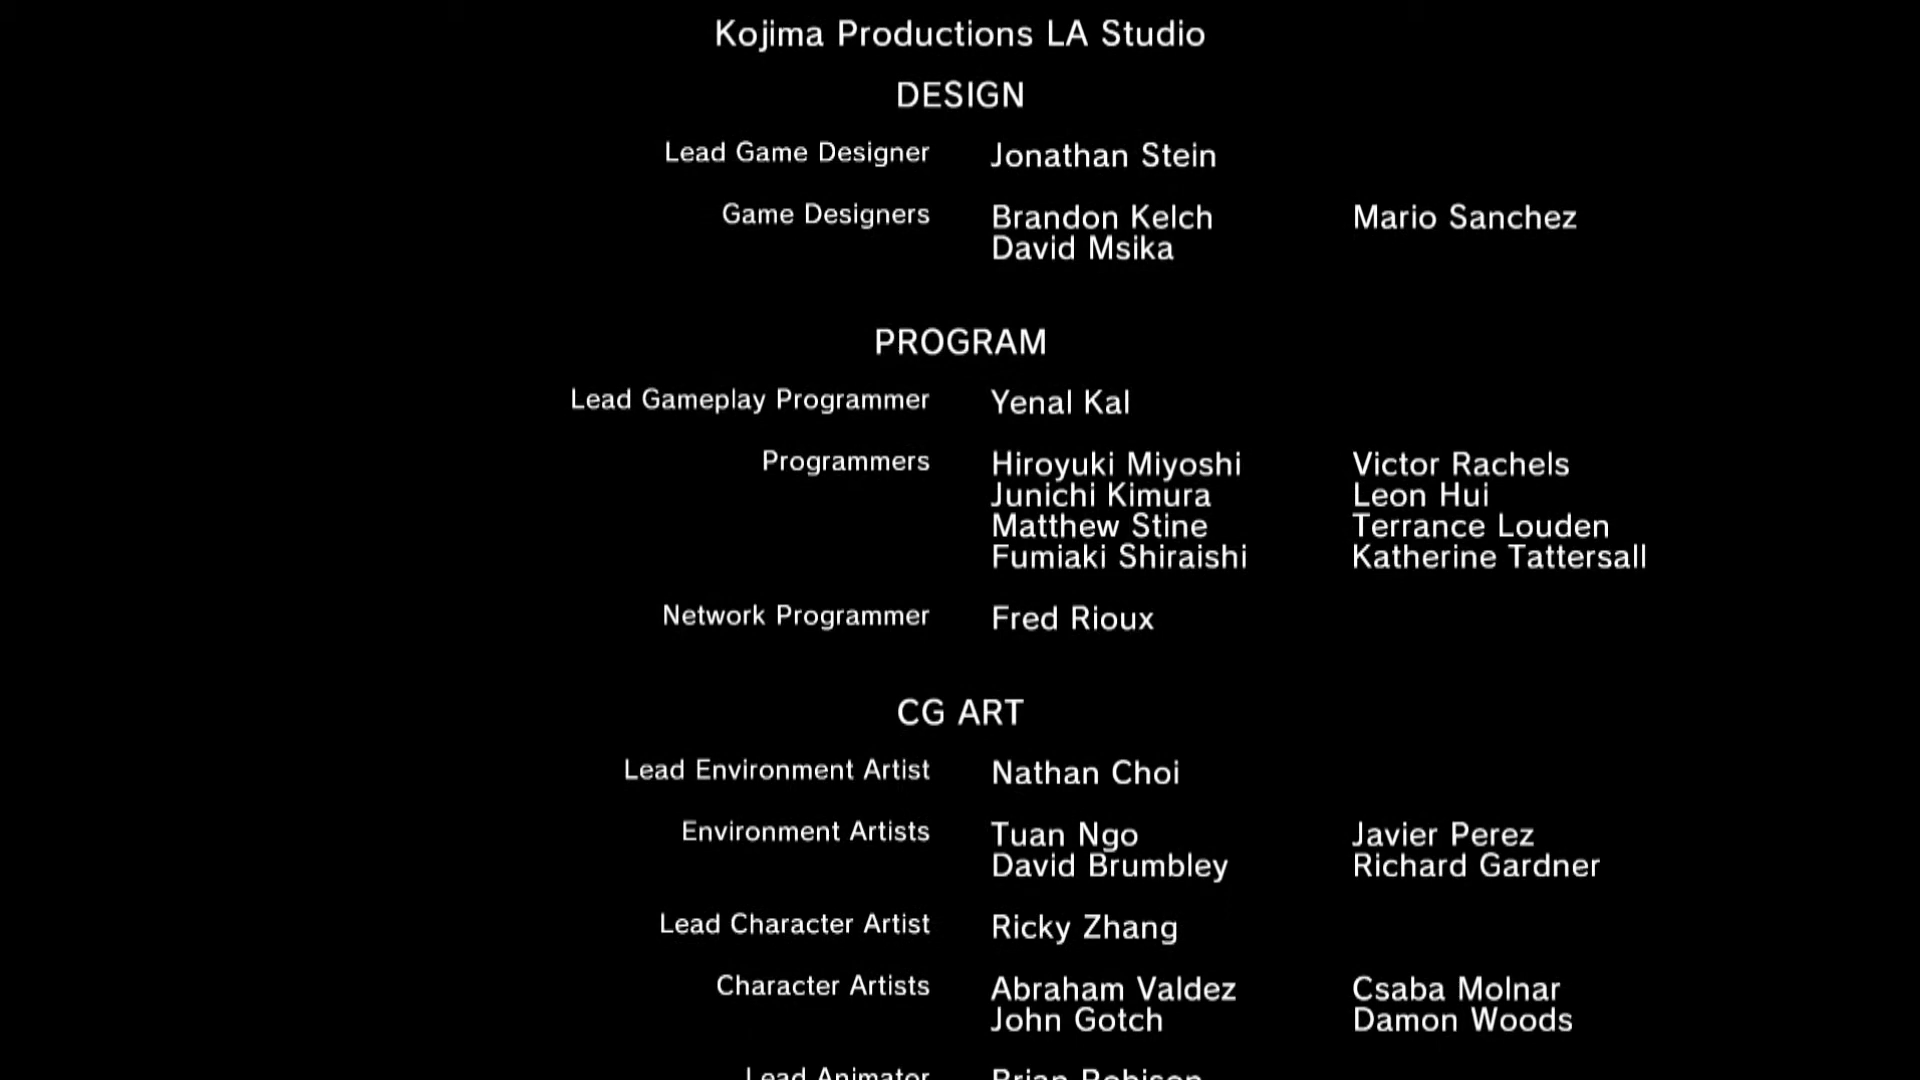 Kojima Productions LA Studio
DESIGN
Lead Game Designer Jonathan Stein
Game Designers Brandon Kelch Mario Sanchez
David Msika
PROGRAM
Lead Gameplay Programmer Yenal Kal
Programmers Hiroyuki Miyoshi Victor Rachels
Junichi Kimura Leon Hui
Matthew Stine Terrance Louden
Fumiaki Shiraishi Katherine Tattersall
Network Programmer Fred Rioux
CG ART
Lead Environment Artist Nathan Choi
Environment Artists Tuan Ngo Javier Perez
David Brumbley Richard Gardner
Lead Character Artist Ricky Zhang
Character Artists Abraham Valdez Csaba Molnar
John Gotch Damon Woods
Lead Animator Brian Robison